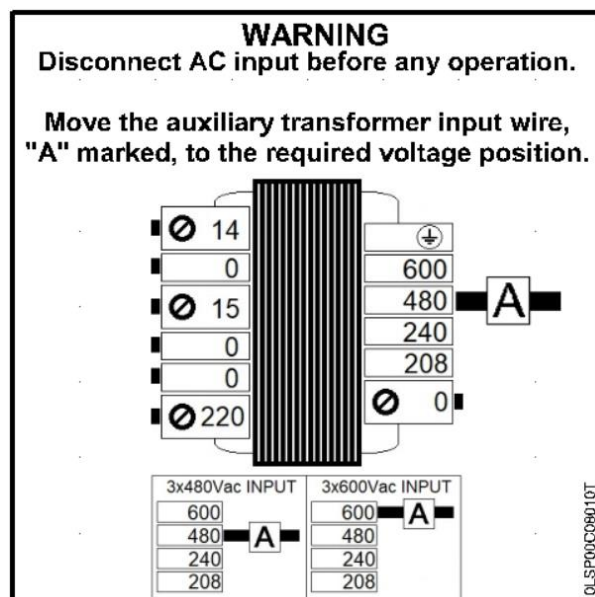 WARNING
Disconnect AC input before any operation.
Move the auxiliary transformer input wire,
"A" marked, to the required voltage position.
14
0
15
0
0
220
600
480 A
240
208
0
3x480Vac INPUT
600
480 A
240
208
3x600Vac INPUT
600 A
480
240
208
0LSP00C08010T